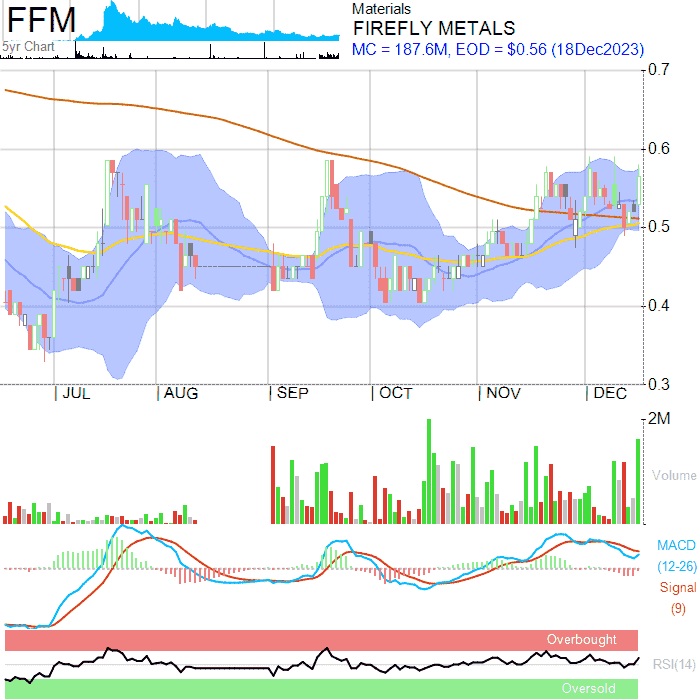 FFM
Materials
FIREFLY METALS
5yr Chart
MC = 187.6M, EOD = $0.56 (18Dec2023)
0.7
0.6
0.5
0.4
0.3
JUL AUG SEP OCT NOV DEC
2M
Volume
MACD
(12-26)
Signal
(9)
Overbought
RSI(14)
Oversold